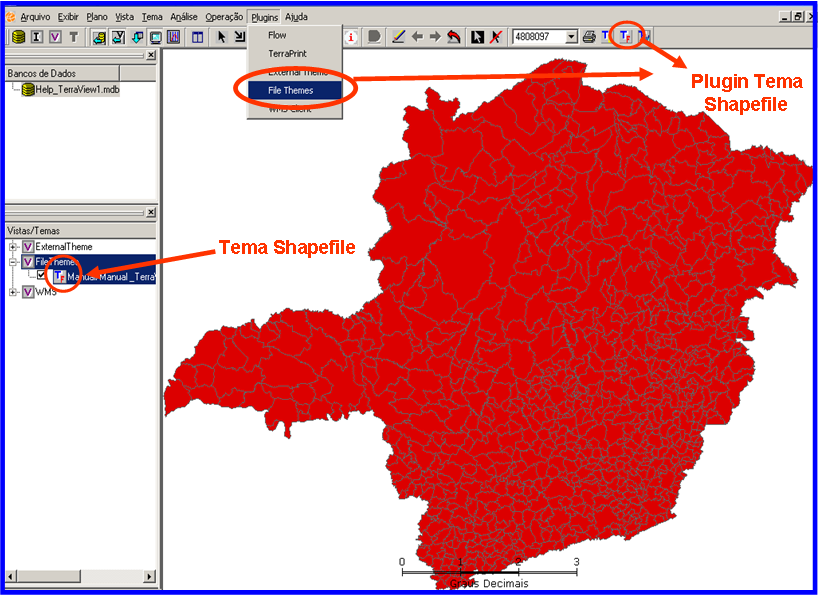 Arquivo Exibir Plano Vista Tema Análise Operação Plugins Ajuda
Flow
TerraPrint
External Theme
File Themes
WMS Client
4808097
Plugin Tema
Shapefile
Bancos de Dados
Help_TerraView1.mdb
Vistas/Temas
ExternalTheme
FileThemes
Manual.Manual_Terra
WMS
Tema Shapefile
0 1 2 3
Graus Decimais